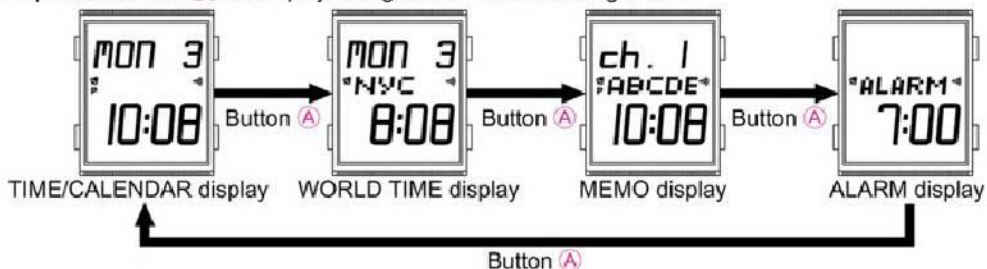 MON 3 MON 3 ch. 1
NYC ABCDE ALARM
10:08 8:08 10:08 7:00
Button A Button A Button A
TIME/CALENDAR display WORLD TIME display MEMO display ALARM display
Button A